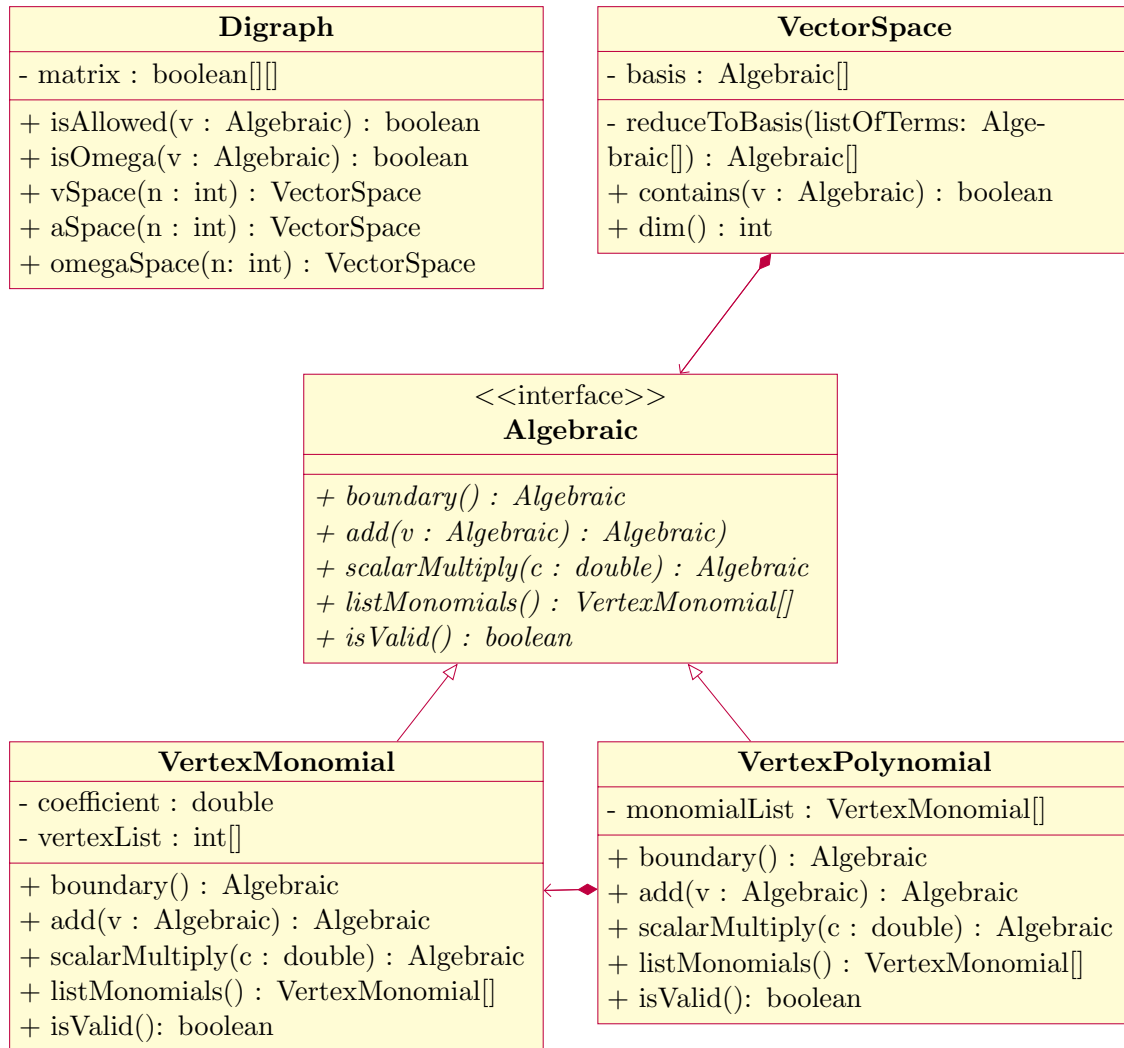 Digraph
- matrix : boolean[][]
+ isAllowed(v : Algebraic) : boolean
+ isOmega(v : Algebraic) : boolean
+ vSpace(n : int) : VectorSpace
+ aSpace(n : int) : VectorSpace
+ omegaSpace(n: int) : VectorSpace
VectorSpace
- basis : Algebraic[]
- reduceToBasis(listOfTerms: Alge-
braic[]) : Algebraic[]
+ contains(v : Algebraic) : boolean
+ dim() : int
<<interface>>
Algebraic
+ boundary() : Algebraic
+ add(v : Algebraic) : Algebraic)
+ scalarMultiply(c : double) : Algebraic
+ listMonomials() : VertexMonomial[]
+ isValid() : boolean
VertexMonomial
- coefficient : double
- vertexList : int[]
+ boundary() : Algebraic
+ add(v : Algebraic) : Algebraic
+ scalarMultiply(c : double) : Algebraic
+ listMonomials() : VertexMonomial[]
+ isValid(): boolean
VertexPolynomial
- monomialList : VertexMonomial[]
+ boundary() : Algebraic
+ add(v : Algebraic) : Algebraic
+ scalarMultiply(c : double) : Algebraic
+ listMonomials() : VertexMonomial[]
+ isValid(): boolean